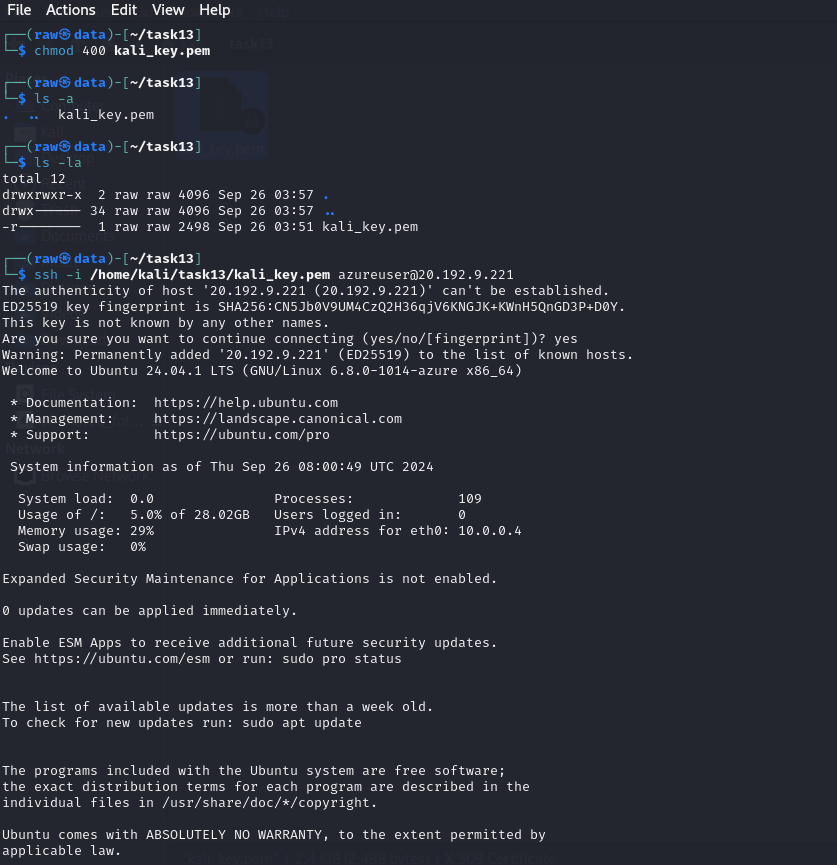 File Actions Edit View Help
┌──(raw㉿data)-[~/task13]
└─$ chmod 400 kali_key.pem
┌──(raw㉿data)-[~/task13]
└─$ ls -a
. .. kali_key.pem
┌──(raw㉿data)-[~/task13]
└─$ ls -la
total 12
drwxrwxr-x 2 raw raw 4096 Sep 26 03:57 .
drwx------ 34 raw raw 4096 Sep 26 03:57 ..
-r-------- 1 raw raw 2498 Sep 26 03:51 kali_key.pem
┌──(raw㉿data)-[~/task13]
└─$ ssh -i /home/kali/task13/kali_key.pem azureuser@20.192.9.221
The authenticity of host '20.192.9.221 (20.192.9.221)' can't be established.
ED25519 key fingerprint is SHA256:CN5Jb0V9UM4CzQ2H36qjV6KNGJK+KWnH5QnGD3P+D0Y.
This key is not known by any other names.
Are you sure you want to continue connecting (yes/no/[fingerprint])? yes
Warning: Permanently added '20.192.9.221' (ED25519) to the list of known hosts.
Welcome to Ubuntu 24.04.1 LTS (GNU/Linux 6.8.0-1014-azure x86_64)
* Documentation: https://help.ubuntu.com
* Management: https://landscape.canonical.com
* Support: https://ubuntu.com/pro
System information as of Thu Sep 26 08:00:49 UTC 2024
System load: 0.0 Processes: 109
Usage of /: 5.0% of 28.02GB Users logged in: 0
Memory usage: 29% IPv4 address for eth0: 10.0.0.4
Swap usage: 0%
Expanded Security Maintenance for Applications is not enabled.
0 updates can be applied immediately.
Enable ESM Apps to receive additional future security updates.
See https://ubuntu.com/esm or run: sudo pro status
The list of available updates is more than a week old.
To check for new updates run: sudo apt update
The programs included with the Ubuntu system are free software;
the exact distribution terms for each program are described in the
individual files in /usr/share/doc/*/copyright.
Ubuntu comes with ABSOLUTELY NO WARRANTY, to the extent permitted by
applicable law.